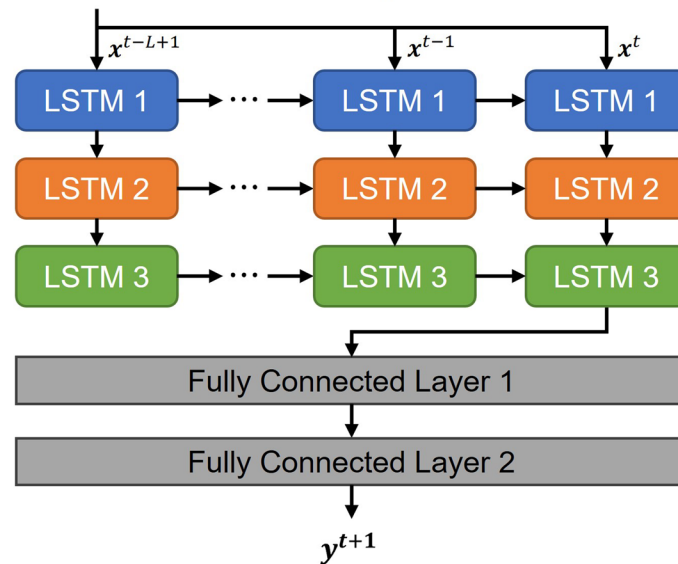 x^{t−L+1} x^{t−1} x^t
LSTM 1 ··· LSTM 1 LSTM 1
LSTM 2 ··· LSTM 2 LSTM 2
LSTM 3 ··· LSTM 3 LSTM 3
Fully Connected Layer 1
Fully Connected Layer 2
y^{t+1}